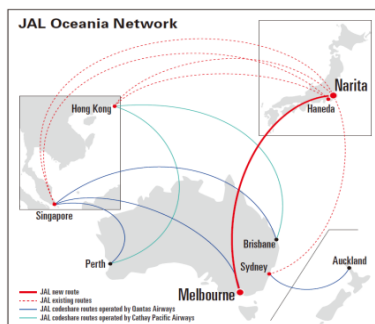 JAL Oceania Network
Narita
Haneda
Hong Kong
Singapore
Brisbane
Perth
Sydney
Auckland
Melbourne
JAL new route
JAL existing routes
JAL codeshare routes operated by Qantas Airways
JAL codeshare routes operated by Cathay Pacific Airways